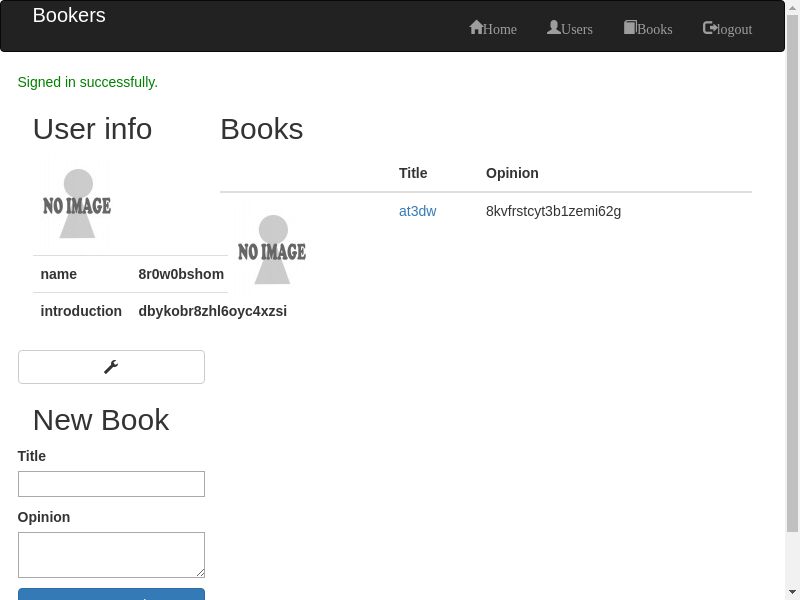 Bookers
Home Users Books logout
Signed in successfully.
User info
NO IMAGE
name 8r0w0bshom
introduction dbykobr8zhl6oyc4xzsi
New Book
Title
Opinion
Books
Title Opinion
NO IMAGE
at3dw 8kvfrstcyt3b1zemi62g